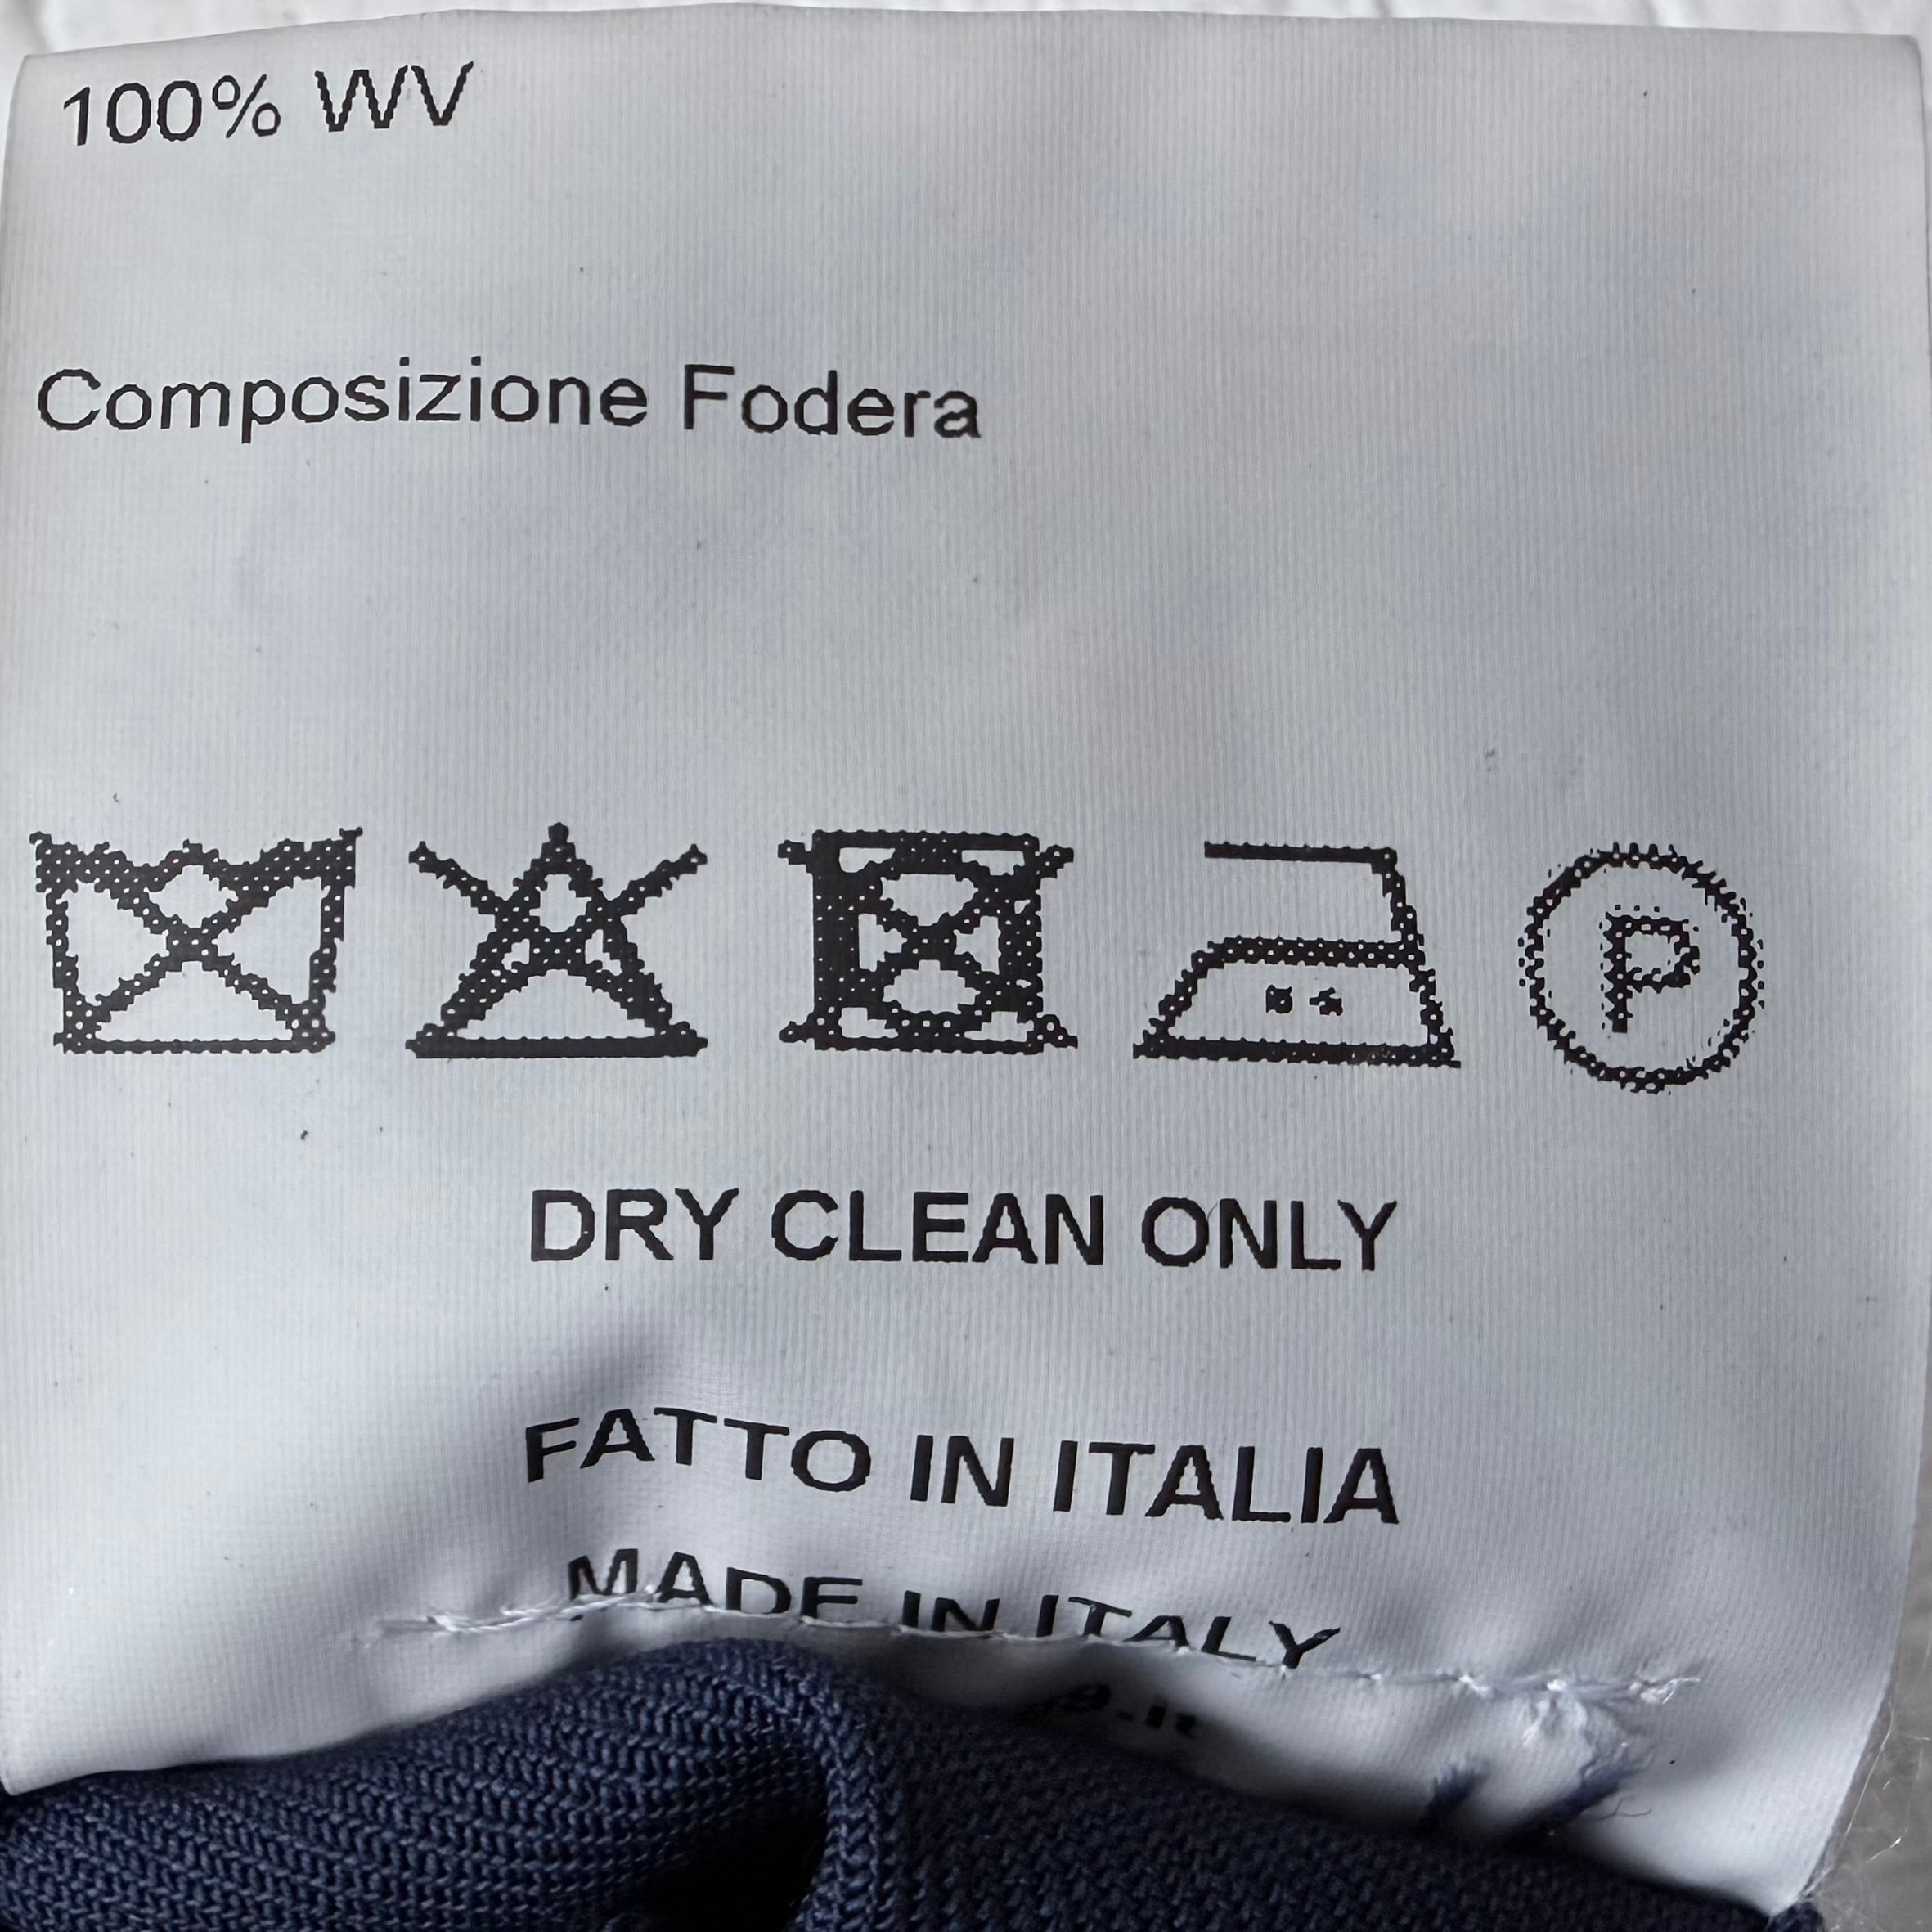 100% WV
Composizione Fodera
P
DRY CLEAN ONLY
FATTO IN ITALIA
MADE IN ITALY